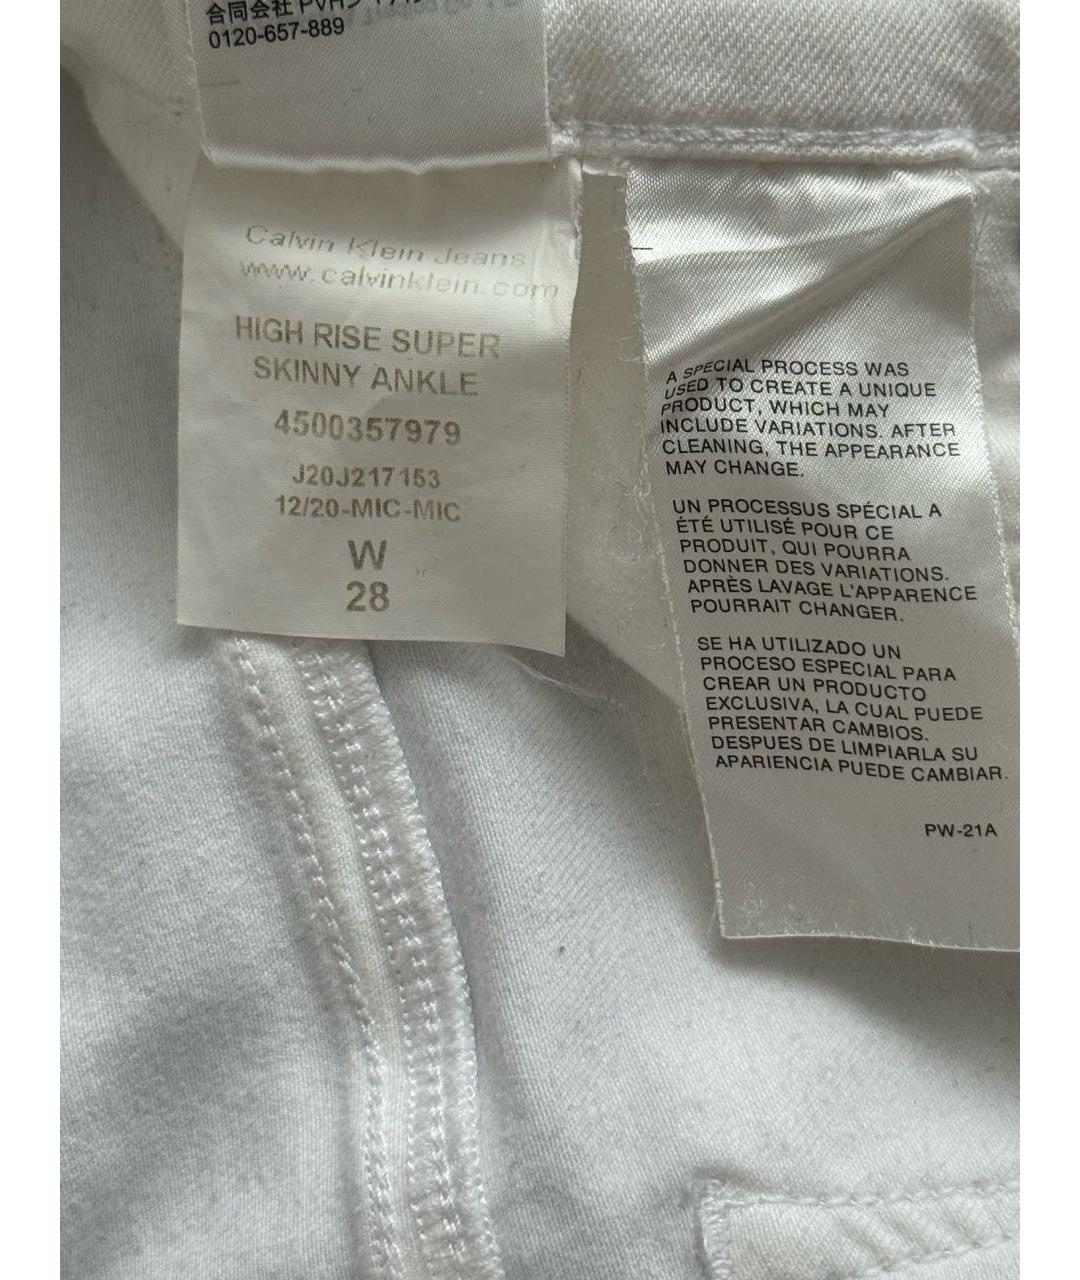 合同会社 PVH
0120-657-889
Calvin Klein Jeans
www.calvinklein.com
HIGH RISE SUPER
SKINNY ANKLE
4500357979
J20J217153
12/20-MIC-MIC
W
28
A SPECIAL PROCESS WAS
USED TO CREATE A UNIQUE
PRODUCT, WHICH MAY
INCLUDE VARIATIONS. AFTER
CLEANING, THE APPEARANCE
MAY CHANGE.
UN PROCESSUS SPÉCIAL A
ÉTÉ UTILISÉ POUR CE
PRODUIT, QUI POURRA
DONNER DES VARIATIONS.
APRÈS LAVAGE L'APPARENCE
POURRAIT CHANGER.
SE HA UTILIZADO UN
PROCESO ESPECIAL PARA
CREAR UN PRODUCTO
EXCLUSIVA, LA CUAL PUEDE
PRESENTAR CAMBIOS.
DESPUES DE LIMPIARLA SU
APARIENCIA PUEDE CAMBIAR.
PW-21A